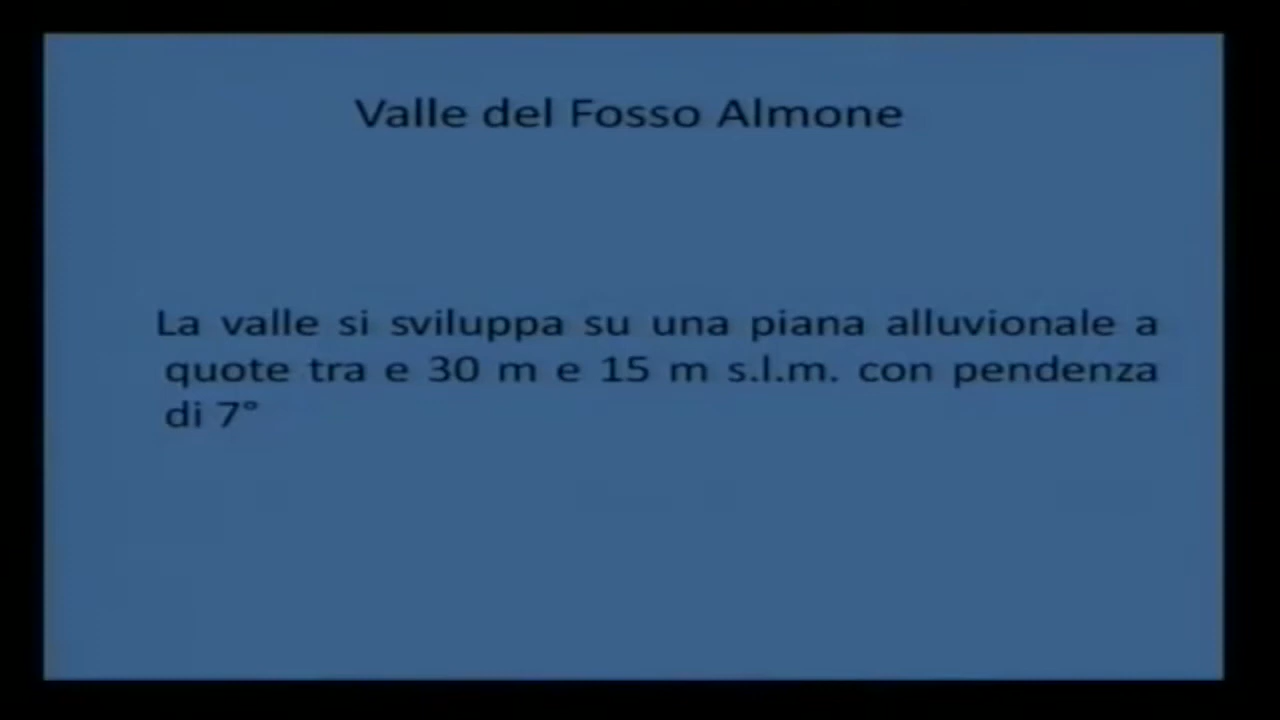 Valle del Fosso Almone
La valle si sviluppa su una piana alluvionale a
quote tra e 30 m e 15 m s.l.m. con pendenza
di 7°